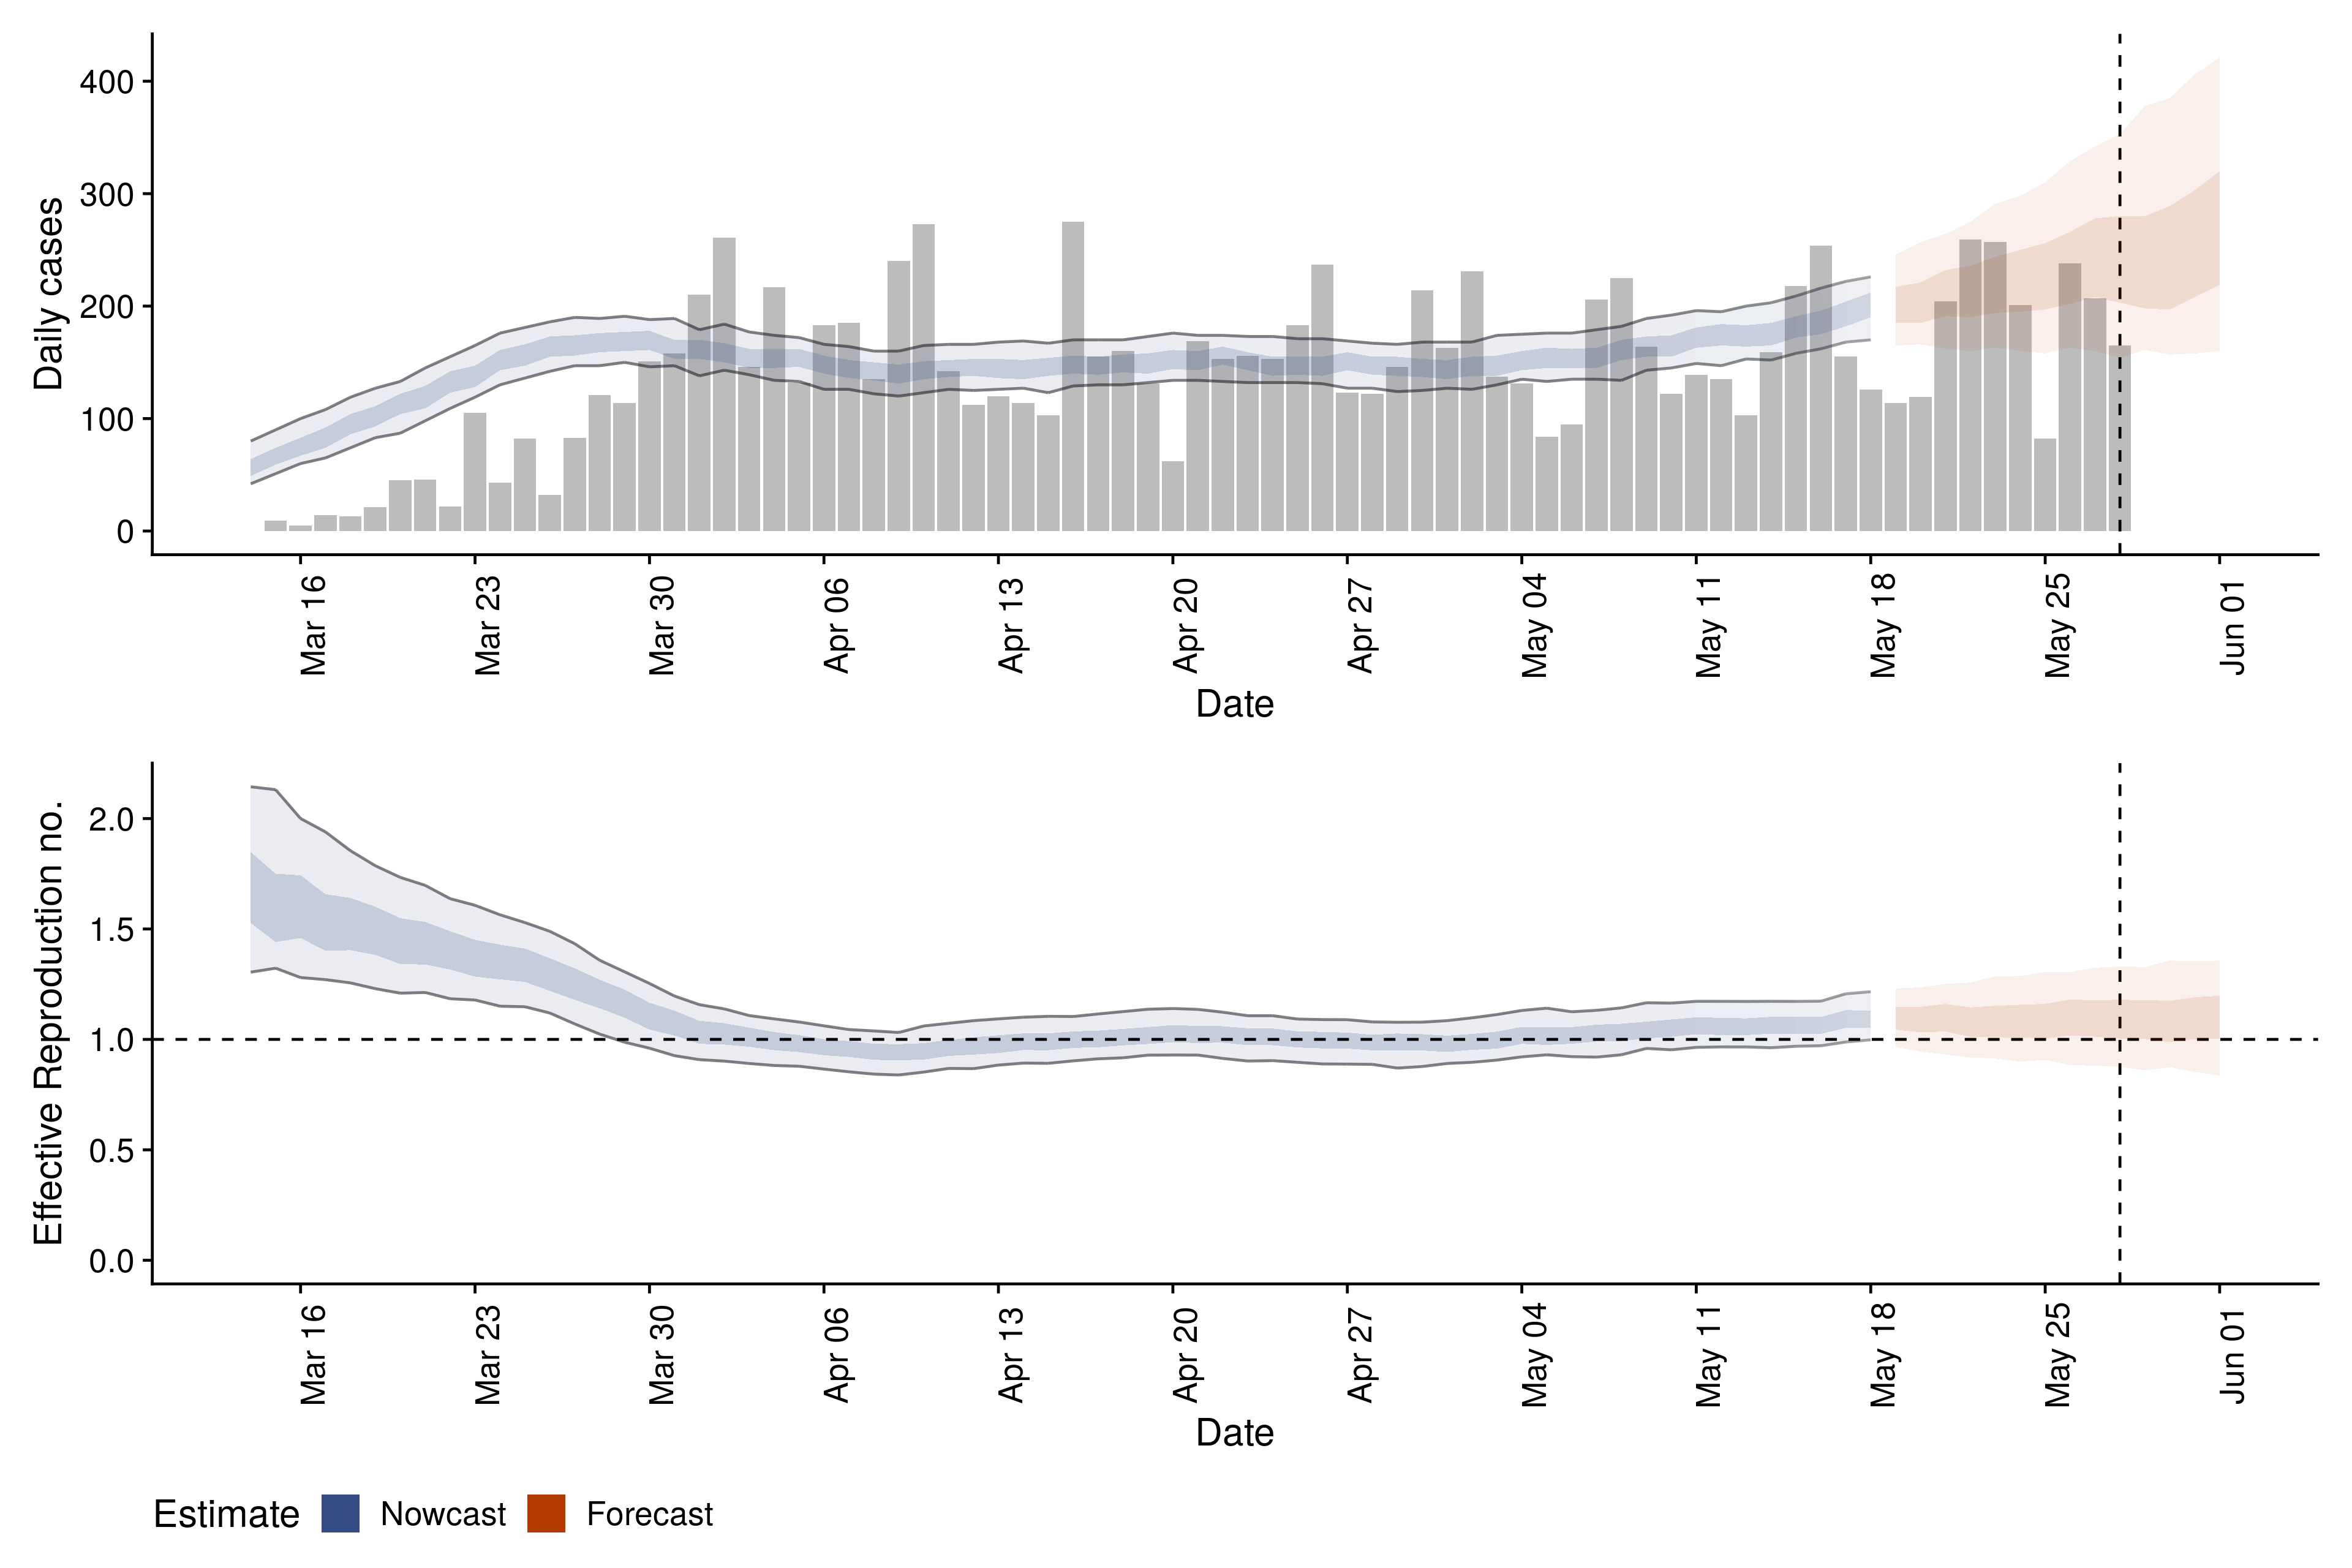 Daily cases
400
300
200
100
0
Mar 16
Mar 23
Mar 30
Apr 06
Apr 13
Apr 20
Apr 27
May 04
May 11
May 18
May 25
Jun 01
Date
Effective Reproduction no.
2.0
1.5
1.0
0.5
0.0
Mar 16
Mar 23
Mar 30
Apr 06
Apr 13
Apr 20
Apr 27
May 04
May 11
May 18
May 25
Jun 01
Date
Estimate Nowcast Forecast